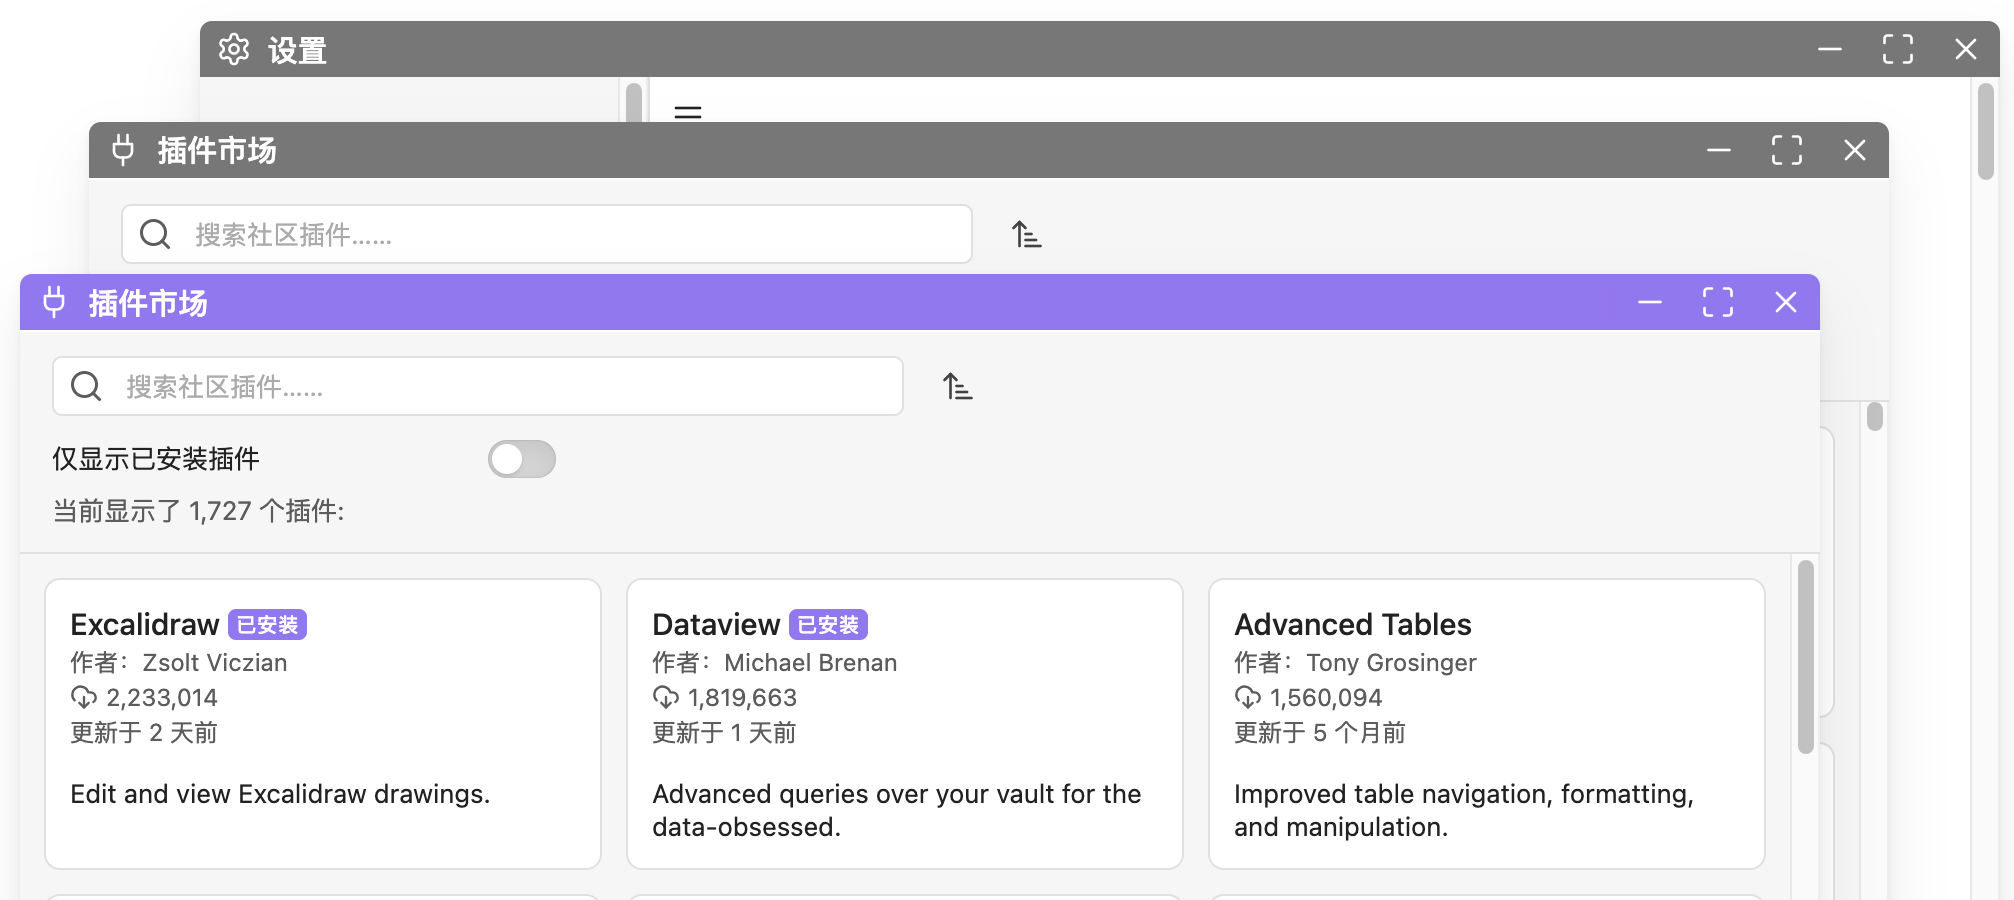 设置
插件市场
搜索社区插件......
插件市场
搜索社区插件......
仅显示已安装插件
当前显示了 1,727 个插件:
Excalidraw 已安装
作者：Zsolt Viczian
2,233,014
更新于 2 天前
Edit and view Excalidraw drawings.
Dataview 已安装
作者：Michael Brenan
1,819,663
更新于 1 天前
Advanced queries over your vault for the
data-obsessed.
Advanced Tables
作者：Tony Grosinger
1,560,094
更新于 5 个月前
Improved table navigation, formatting,
and manipulation.